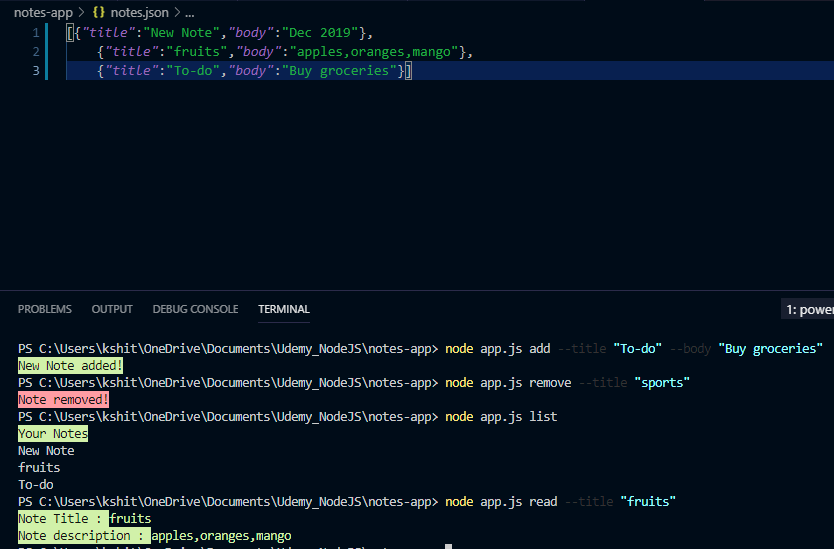 notes-app > {} notes.json > ...
1 [{"title":"New Note","body":"Dec 2019"},
2 {"title":"fruits","body":"apples,oranges,mango"},
3 {"title":"To-do","body":"Buy groceries"}]
PROBLEMS OUTPUT DEBUG CONSOLE TERMINAL 1: power
PS C:\Users\kshit\OneDrive\Documents\Udemy_NodeJS\notes-app> node app.js add --title "To-do" --body "Buy groceries"
New Note added!
PS C:\Users\kshit\OneDrive\Documents\Udemy_NodeJS\notes-app> node app.js remove --title "sports"
Note removed!
PS C:\Users\kshit\OneDrive\Documents\Udemy_NodeJS\notes-app> node app.js list
Your Notes
New Note
fruits
To-do
PS C:\Users\kshit\OneDrive\Documents\Udemy_NodeJS\notes-app> node app.js read --title "fruits"
Note Title : fruits
Note description : apples,oranges,mango